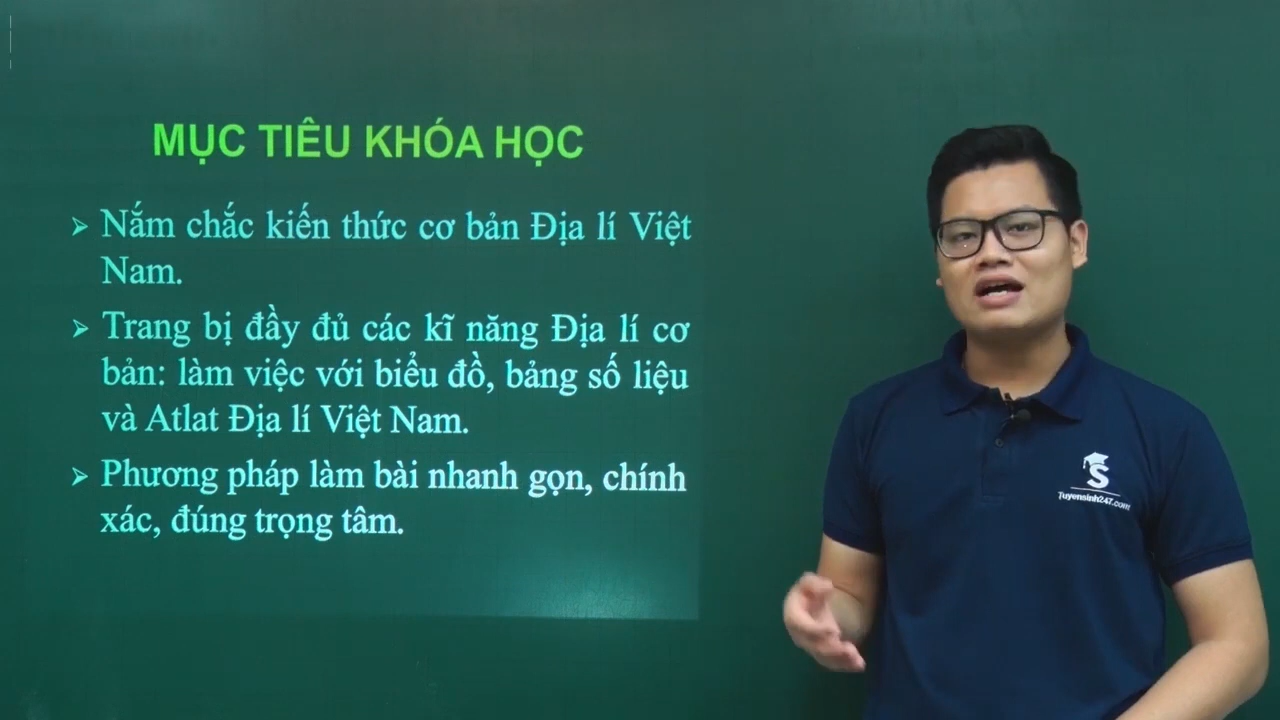 MỤC TIÊU KHÓA HỌC
Nắm chắc kiến thức cơ bản Địa lí Việt
Nam.
Trang bị đầy đủ các kĩ năng Địa lí cơ
bản: làm việc với biểu đồ, bảng số liệu
và Atlat Địa lí Việt Nam.
Phương pháp làm bài nhanh gọn, chính
xác, đúng trọng tâm.
S
Tuyensinh247.com